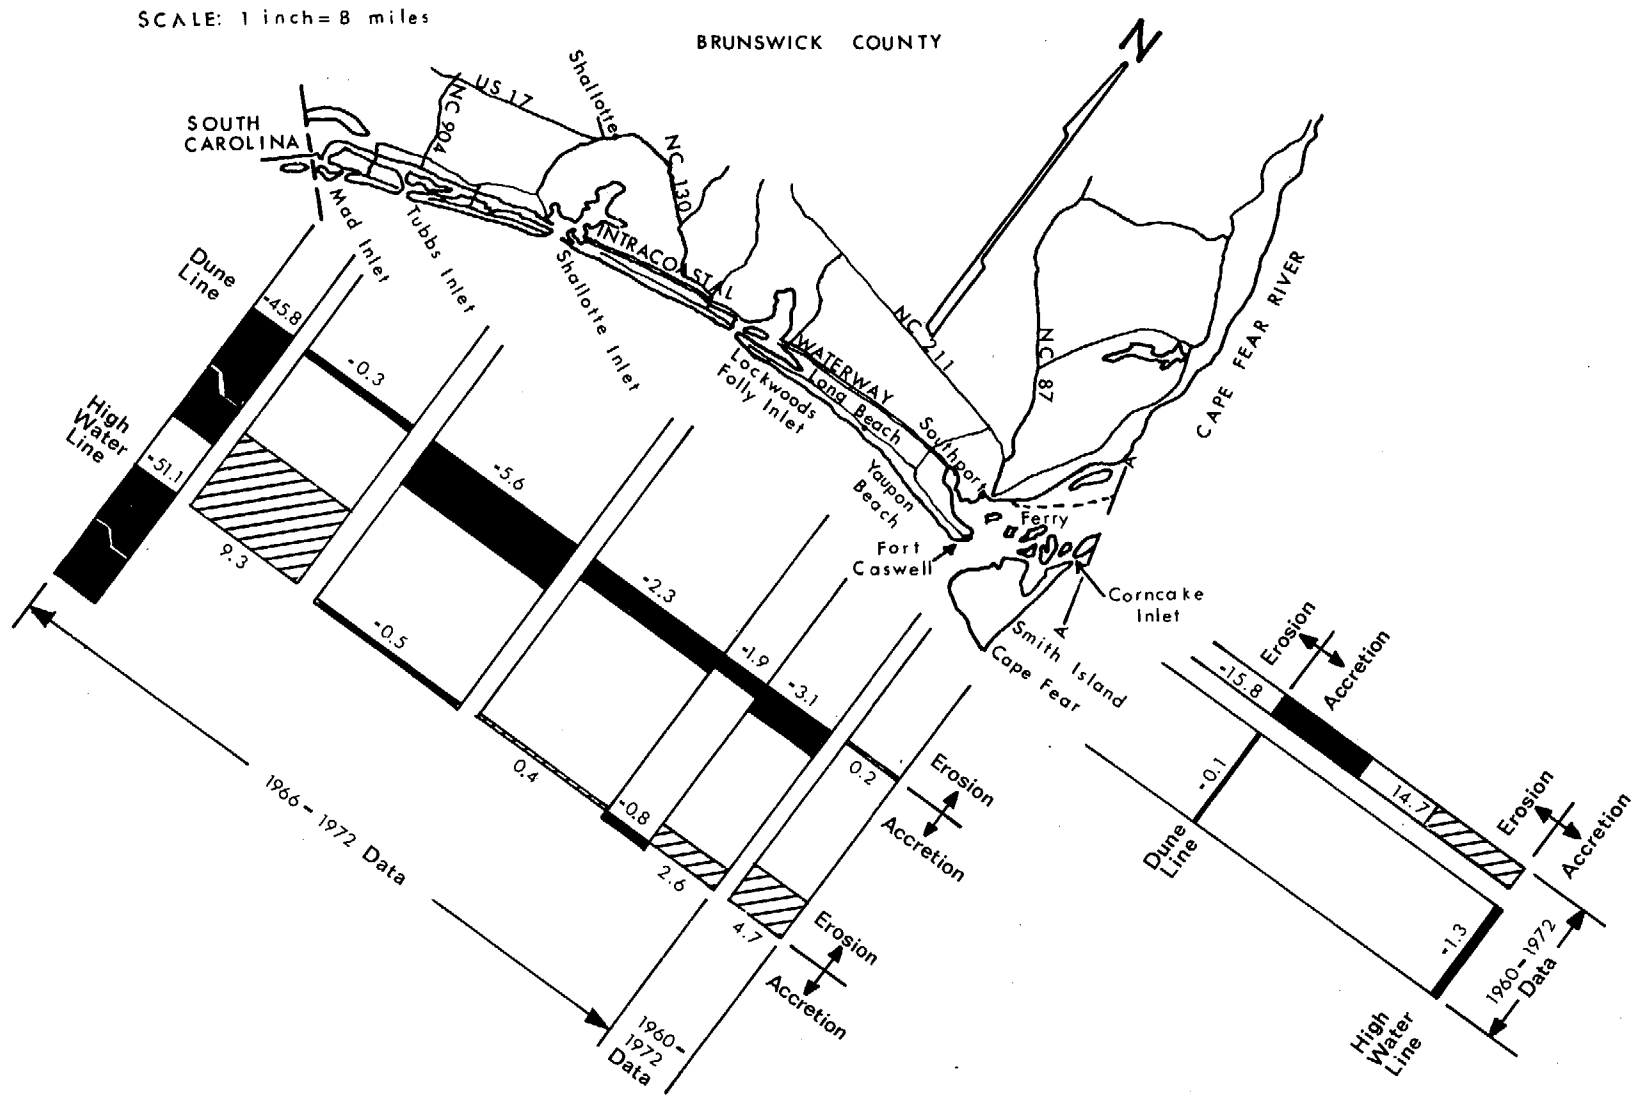 SCALE: 1 inch=8 miles
BRUNSWICK COUNTY
N
SOUTH
CAROLINA
US 17
NC 904
Shallotte
NC 130
Mad Inlet
Tubbs Inlet
Shallotte Inlet
INTRACOASTAL
WATERWAY
Lockwoods
Folly Inlet
Long Beach
Yaupon
Beach
NC 211
Southport
NC 87
CAPE FEAR RIVER
Fort
Caswell
Ferry
A
Corncake
Inlet
A
Smith Island
Cape Fear
Dune
Line
-45.8
High
Water
Line
-51.1
-0.3
9.3
-5.6
-0.5
-2.3
0.4
-1.9
-0.8
-3.1
2.6
0.2
4.7
Erosion
Accretion
Erosion
Accretion
1966-1972 Data
1960-
1972
Data
-15.8
Erosion
Accretion
14.7
Erosion
Accretion
-0.1
Dune
Line
-1.3
High
Water
Line
1960-1972
Data